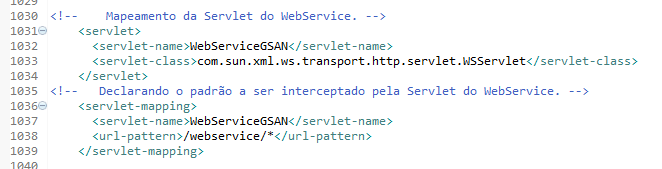 1029
1030 <!--   Mapeamento da Servlet do WebService. -->
1031 <servlet>
1032 <servlet-name>WebServiceGSAN</servlet-name>
1033 <servlet-class>com.sun.xml.ws.transport.http.servlet.WSServlet</servlet-class>
1034 </servlet>
1035 <!--   Declarando o padrão a ser interceptado pela Servlet do WebService. -->
1036 <servlet-mapping>
1037 <servlet-name>WebServiceGSAN</servlet-name>
1038 <url-pattern>/webservice/*</url-pattern>
1039 </servlet-mapping>
1040